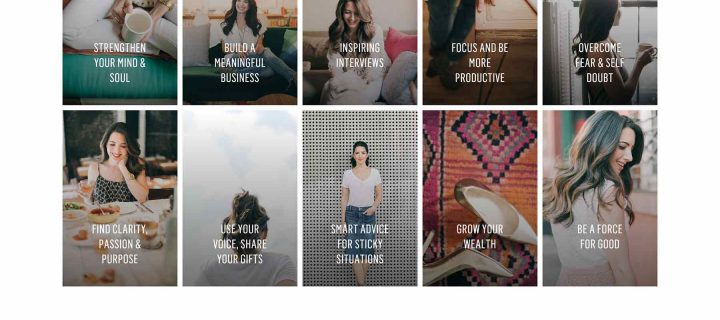 STRENGTHEN
YOUR MIND &
SOUL
BUILD A
MEANINGFUL
BUSINESS
INSPIRING
INTERVIEWS
FOCUS AND BE
MORE
PRODUCTIVE
OVERCOME
FEAR & SELF
DOUBT
FIND CLARITY,
PASSION &
PURPOSE
USE YOUR
VOICE, SHARE
YOUR GIFTS
SMART ADVICE
FOR STICKY
SITUATIONS
GROW YOUR
WEALTH
BE A FORCE
FOR GOOD